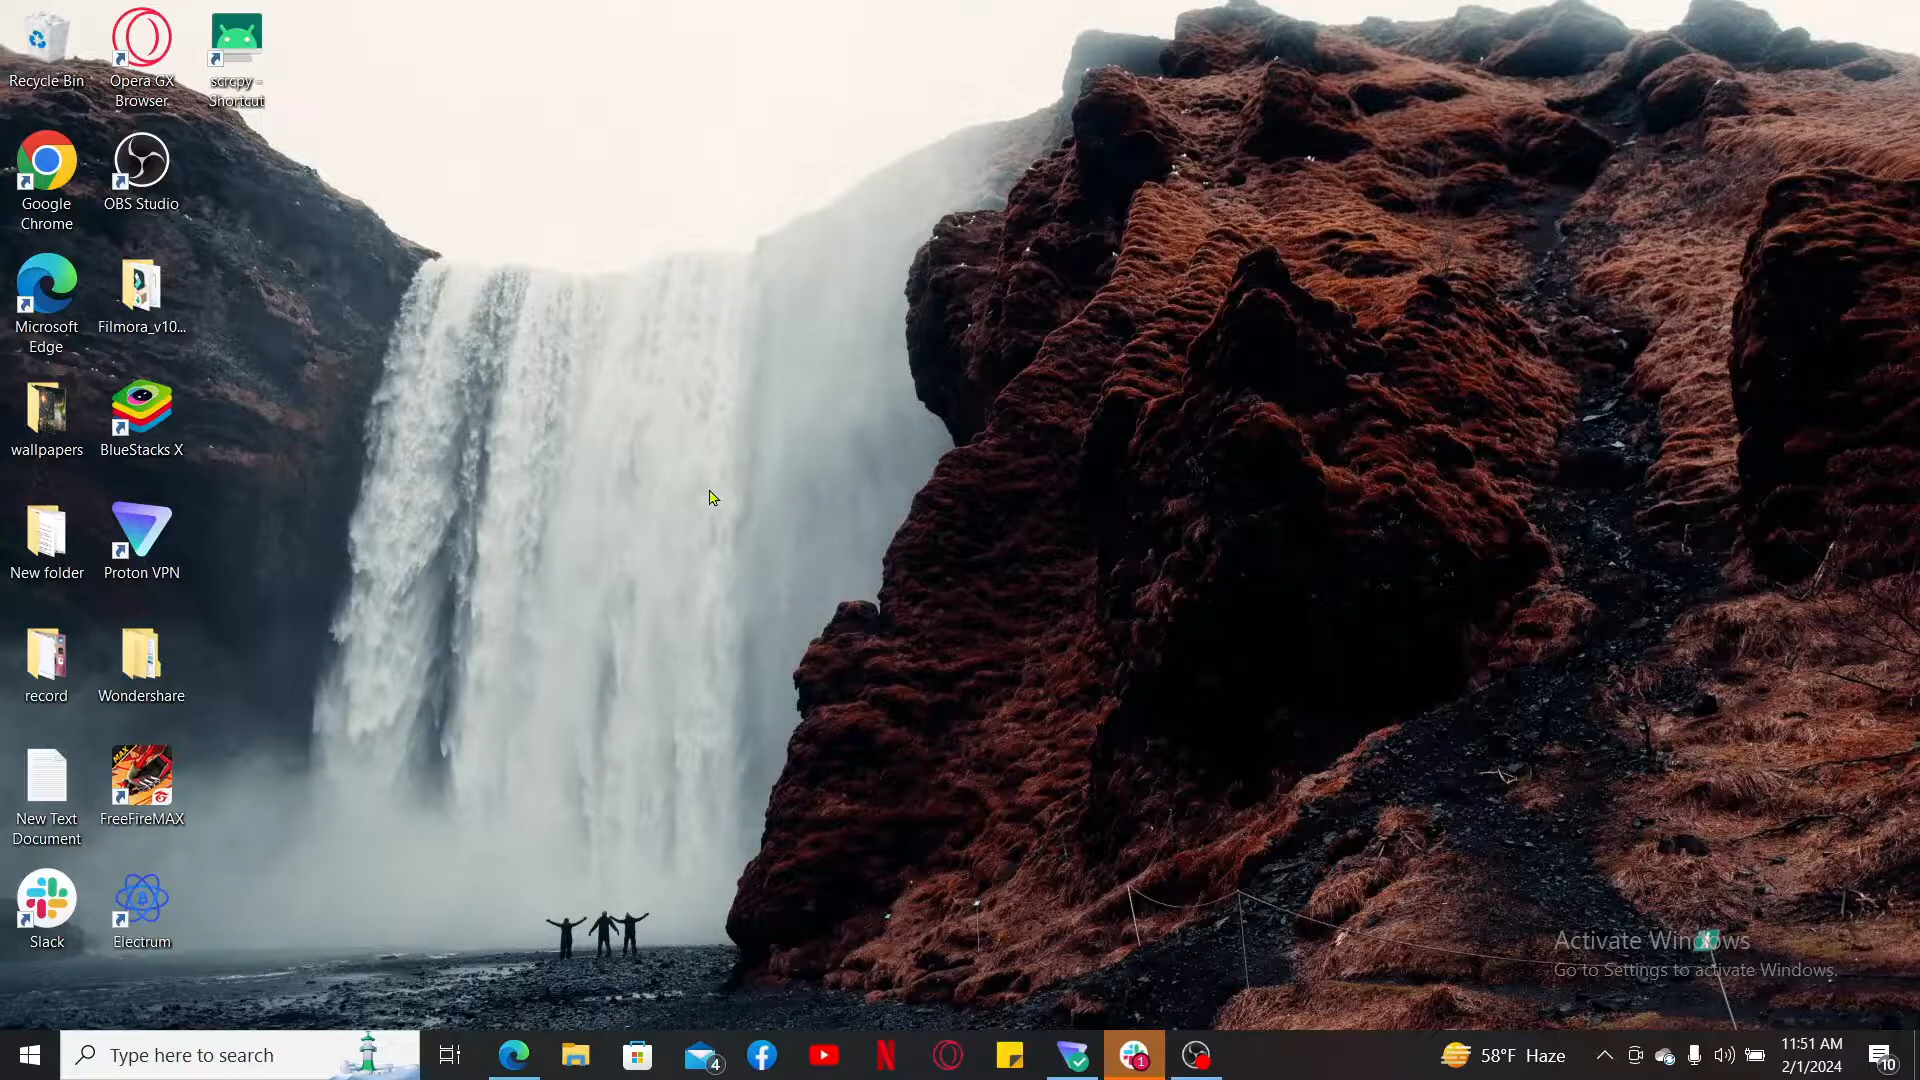 Recycle Bin
Opera GX
Browser
scrcpy -
Shortcut
Google
Chrome
OBS Studio
Microsoft
Edge
Filmora_v10...
wallpapers
BlueStacks X
New folder
Proton VPN
record
Wondershare
New Text
Document
MAX
FreeFireMAX
Slack
Electrum
Activate Windows
Go to Settings to activate Windows.
Type here to search
4
1
58°F Haze
11:51 AM
2/1/2024
10